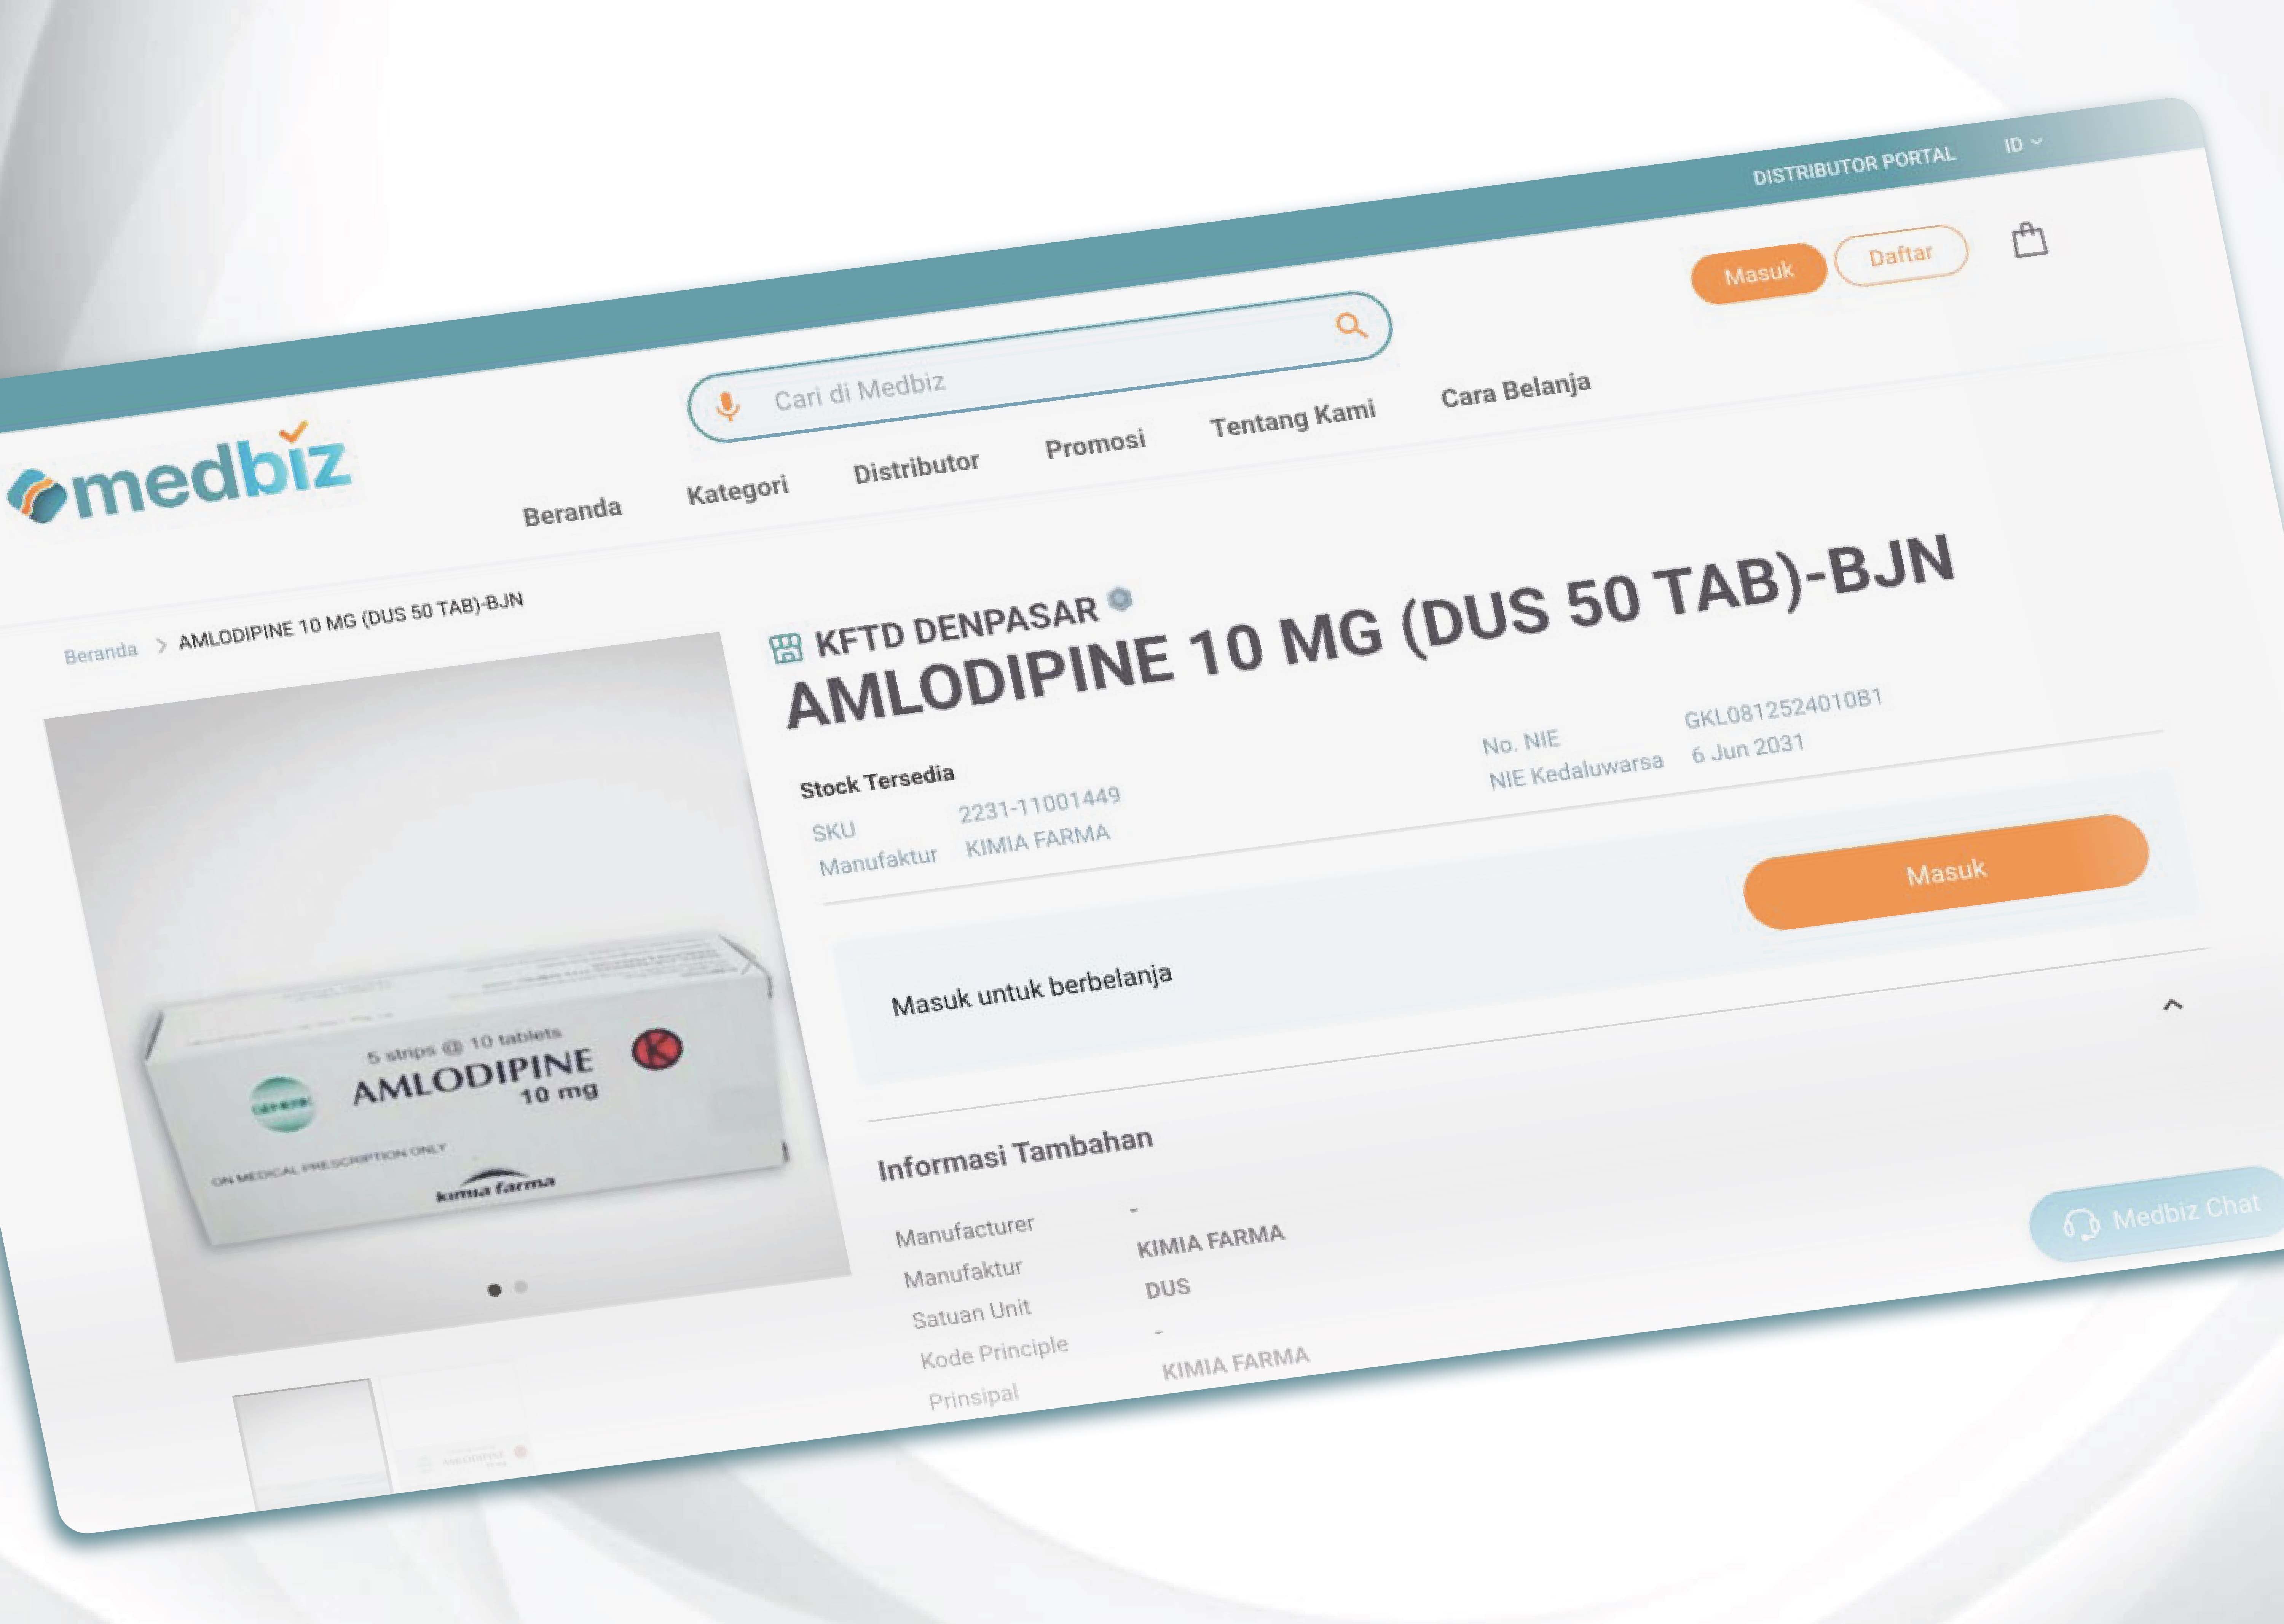 DISTRIBUTOR PORTAL ID
Masuk Daftar
Cari di Medbiz
medbiz
Beranda Kategori Distributor Promosi Tentang Kami Cara Belanja
Beranda > AMLODIPINE 10 MG (DUS 50 TAB)-BJN
KFTD DENPASAR
AMLODIPINE 10 MG (DUS 50 TAB)-BJN
Stock Tersedia
SKU 2231-11001449
Manufaktur KIMIA FARMA
No. NIE GKL0812524010B1
NIE Kedaluwarsa 6 Jun 2031
Masuk untuk berbelanja
Masuk
5 strips @ 10 tablets
AMLODIPINE
10 mg
K
GENERIK
ON MEDICAL PRESCRIPTION ONLY
kimia farma
Informasi Tambahan
Manufacturer -
Manufaktur KIMIA FARMA
Satuan Unit DUS
Kode Principle -
Prinsipal KIMIA FARMA
Medbiz Chat
AMLODIPINE